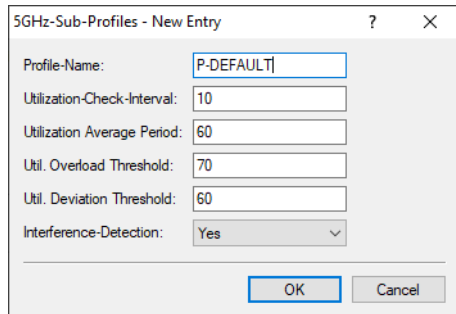 5GHz-Sub-Profiles - New Entry ? ×
Profile-Name: P-DEFAULT
Utilization-Check-Interval: 10
Utilization Average Period: 60
Util. Overload Threshold: 70
Util. Deviation Threshold: 60
Interference-Detection: Yes
OK Cancel